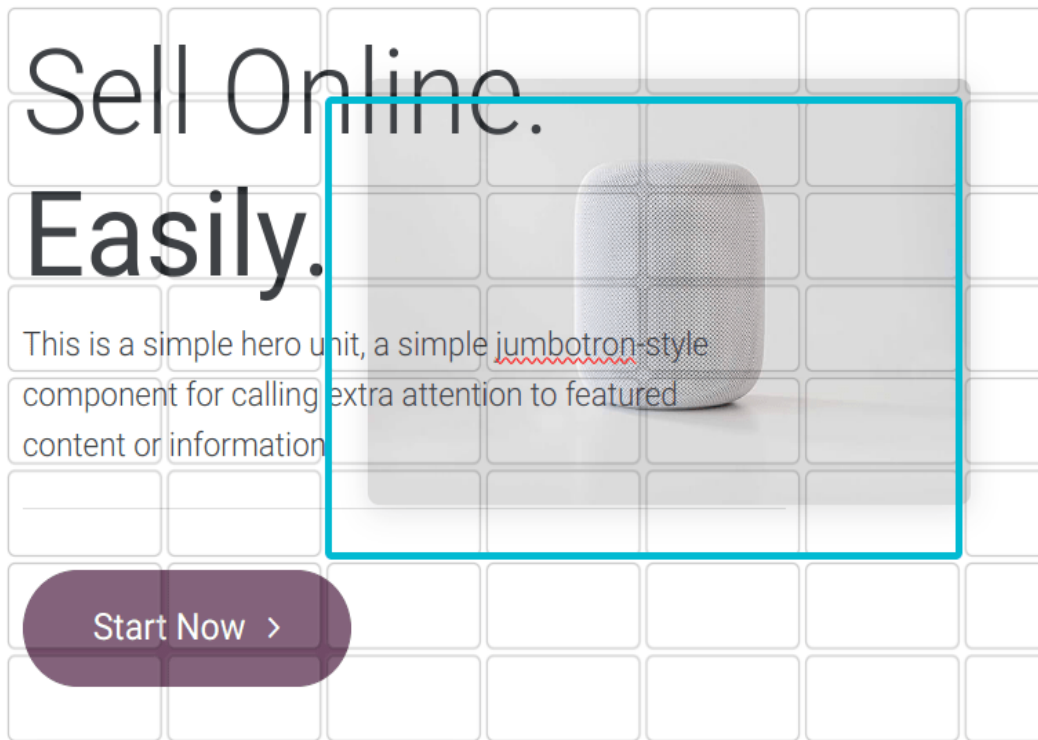 Sell Online.
Easily.
This is a simple hero unit, a simple jumbotron-style
component for calling extra attention to featured
content or information
Start Now